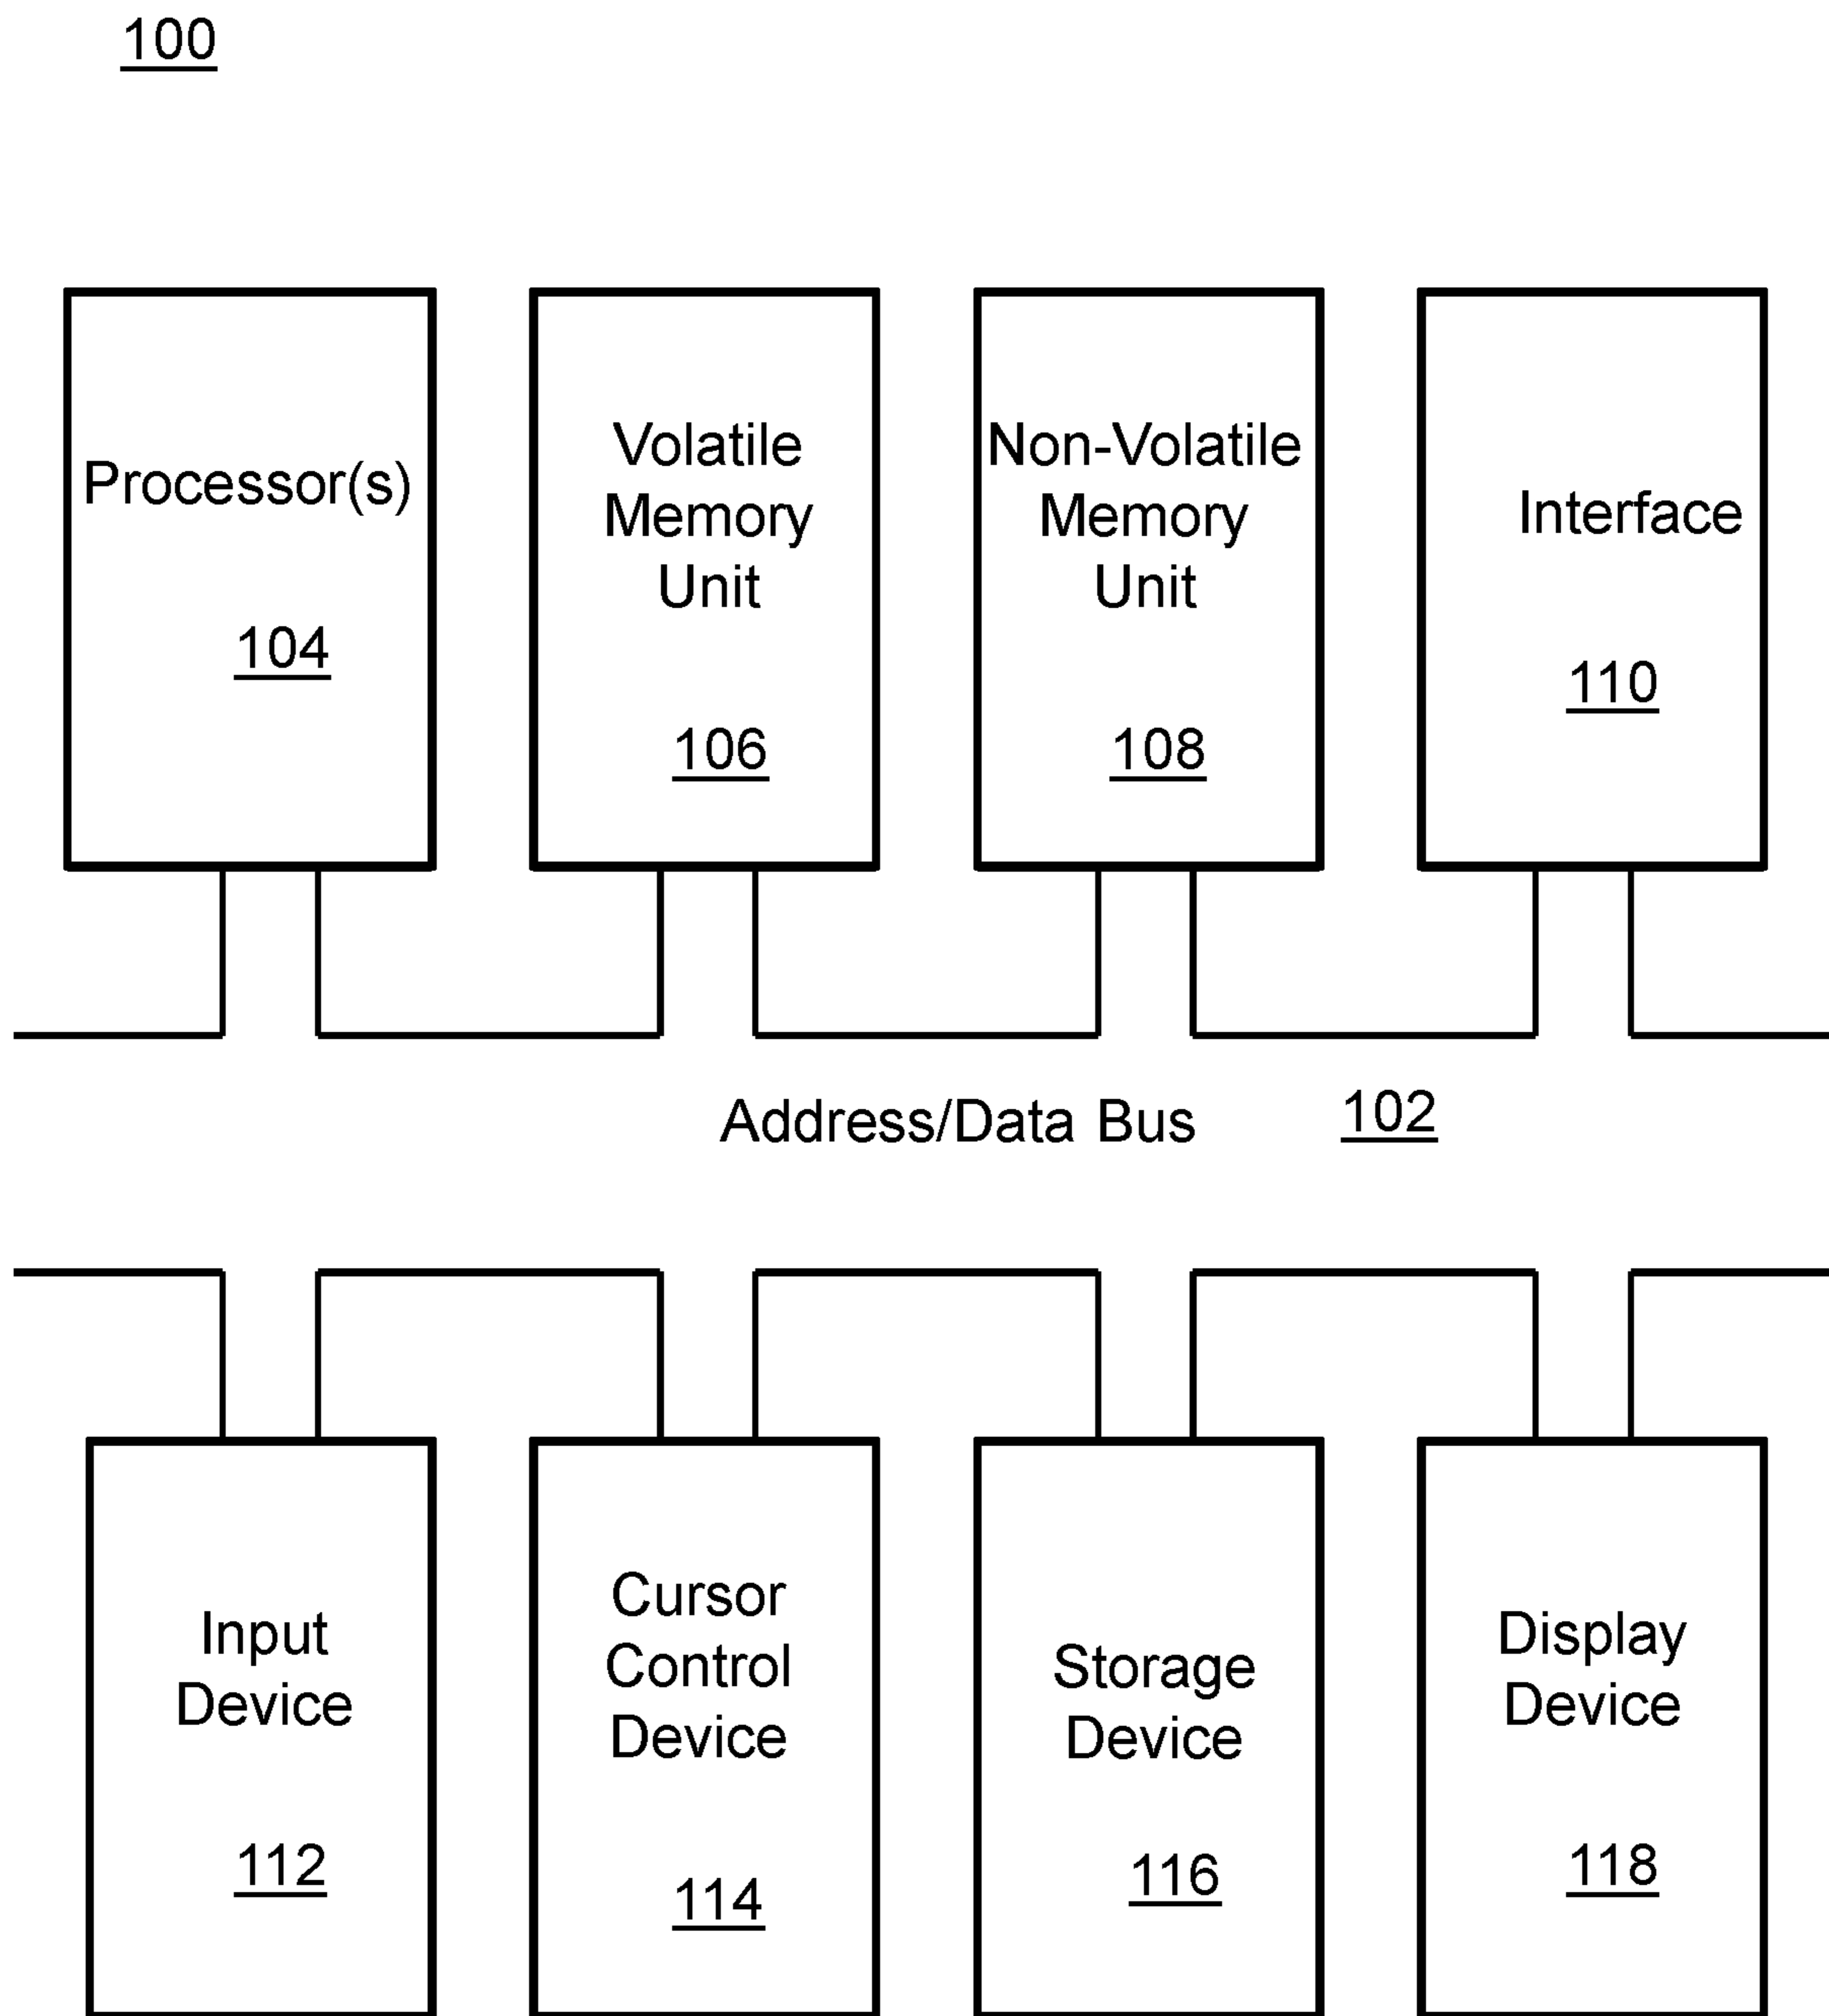 100
Processor(s)
104
Volatile
Memory
Unit
106
Non-Volatile
Memory
Unit
108
Interface
110
Address/Data Bus
102
Input
Device
112
Cursor
Control
Device
114
Storage
Device
116
Display
Device
118